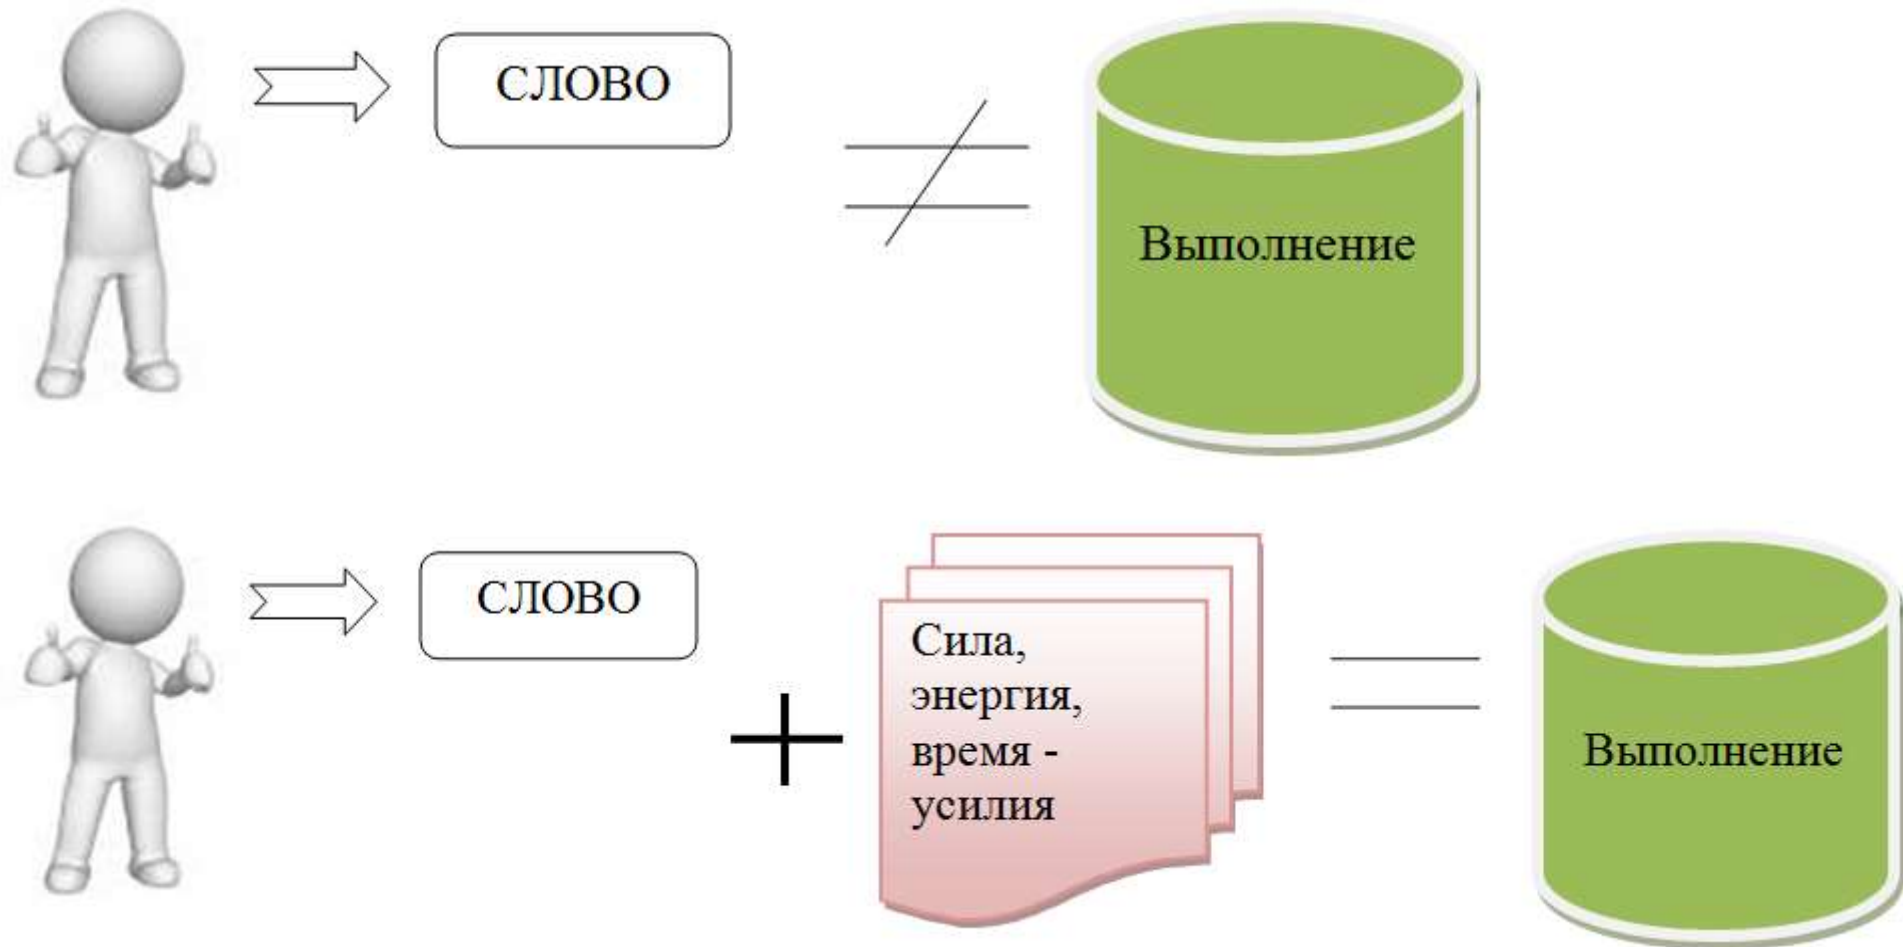 СЛОВО
Выполнение
СЛОВО
Сила,
энергия,
время -
усилия
Выполнение